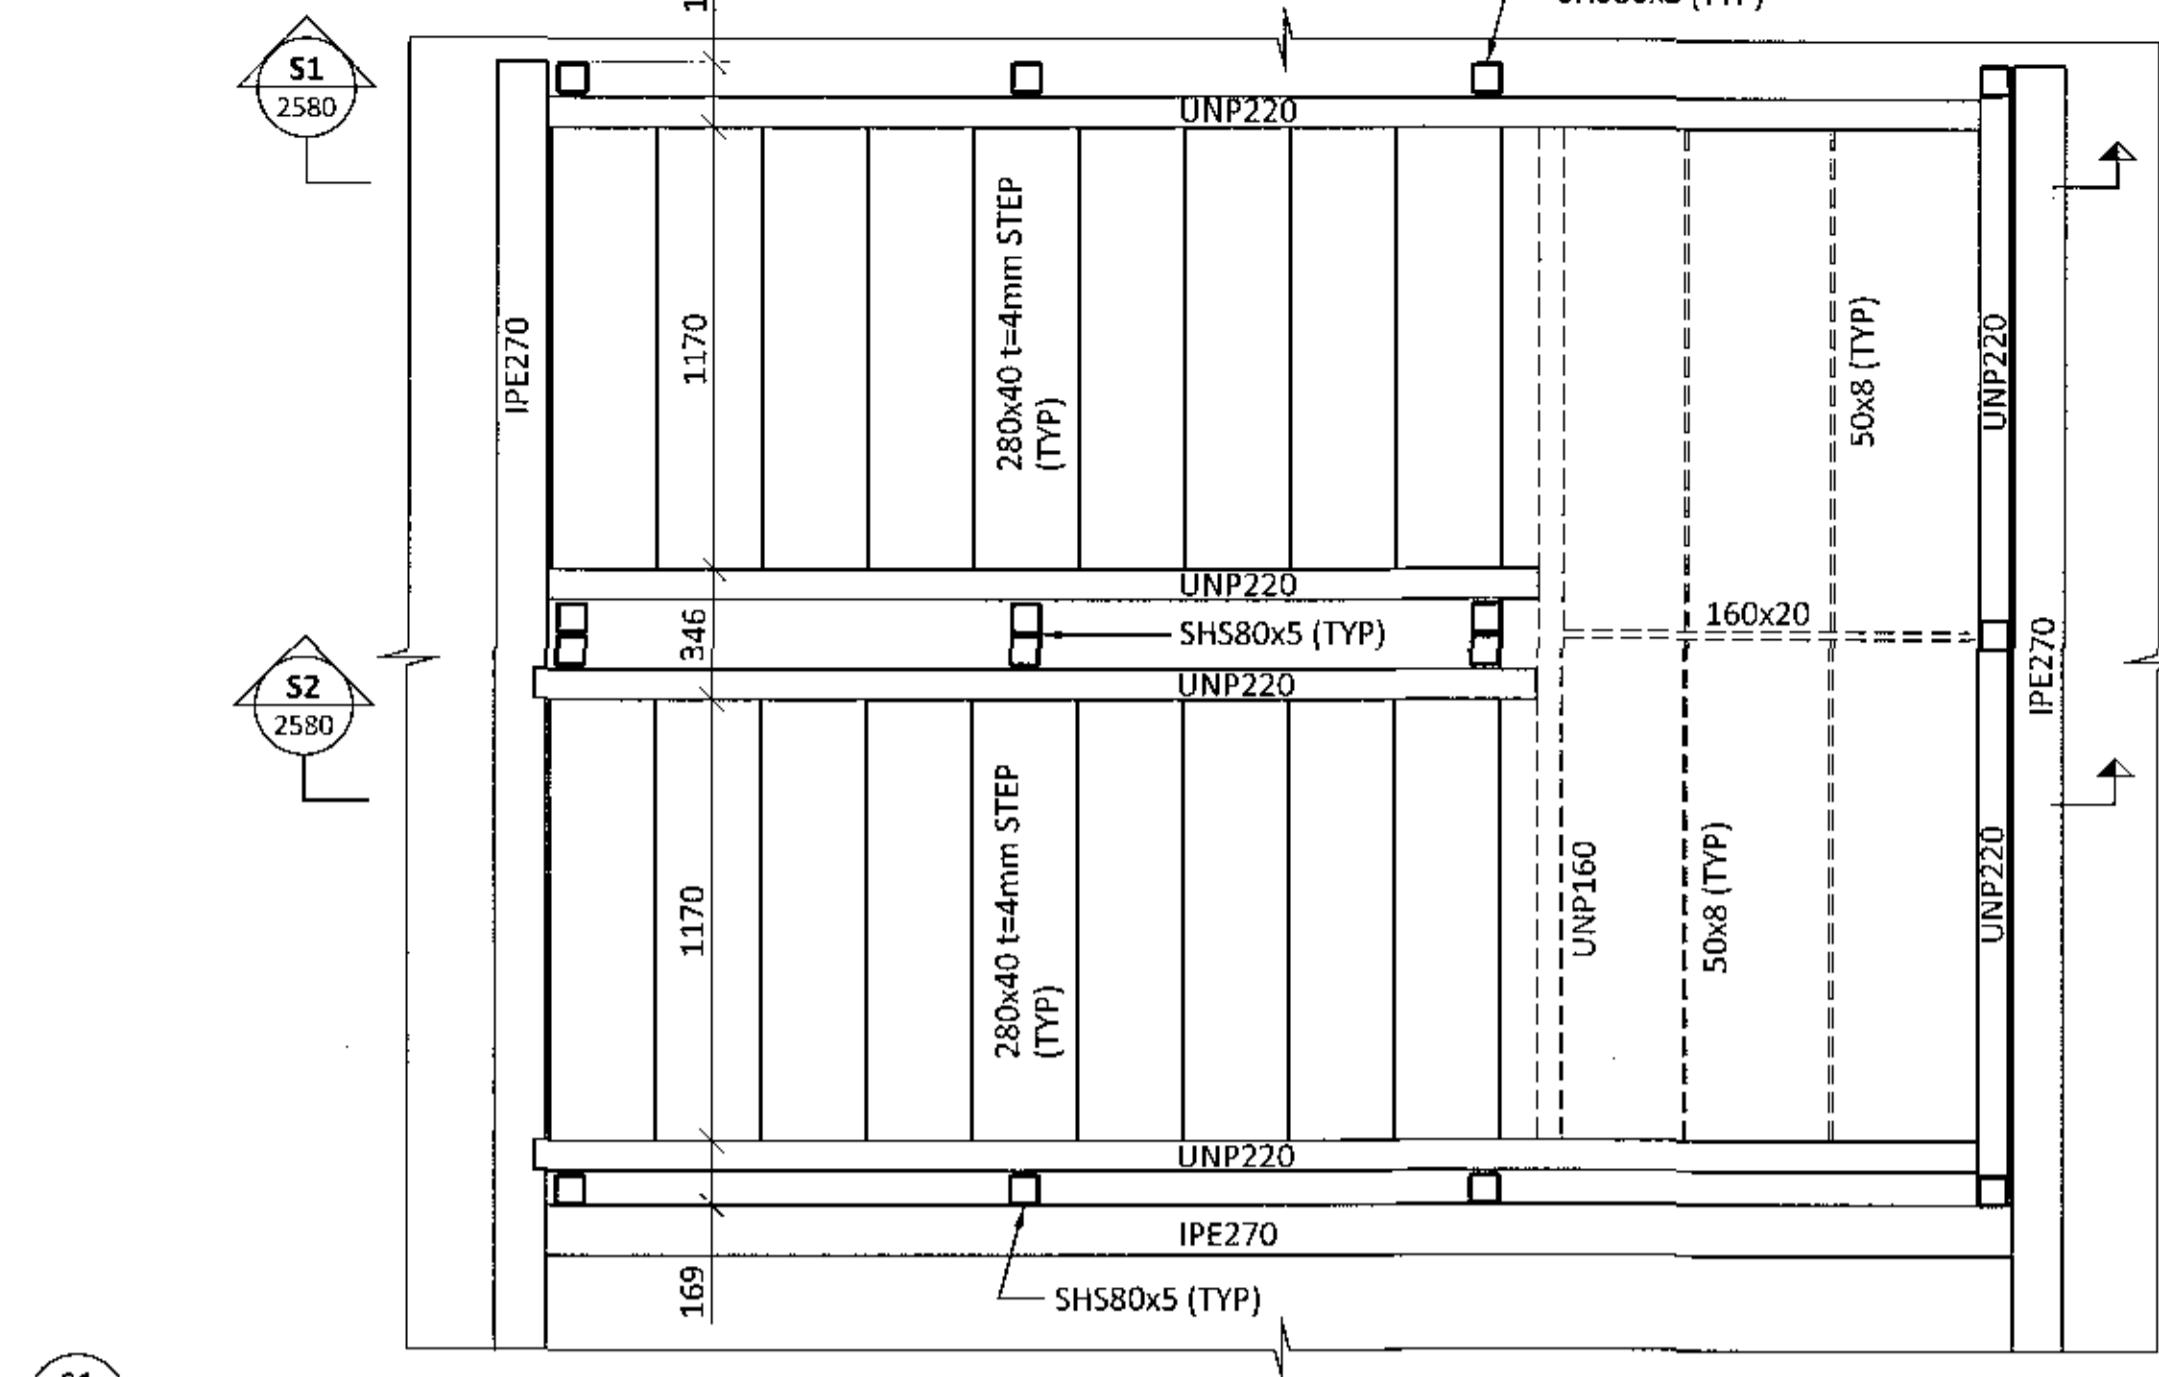 S1
2580
UNP220
IPE270
1170
280x40 t=4mm STEP
(TYP)
50x8 (TYP)
UNP220
UNP220
346
SHS80x5 (TYP)
160x20
IPE270
S2
2580
UNP220
1170
280x40 t=4mm STEP
(TYP)
UNP160
50x8 (TYP)
UNP220
UNP220
IPE270
169
SHS80x5 (TYP)